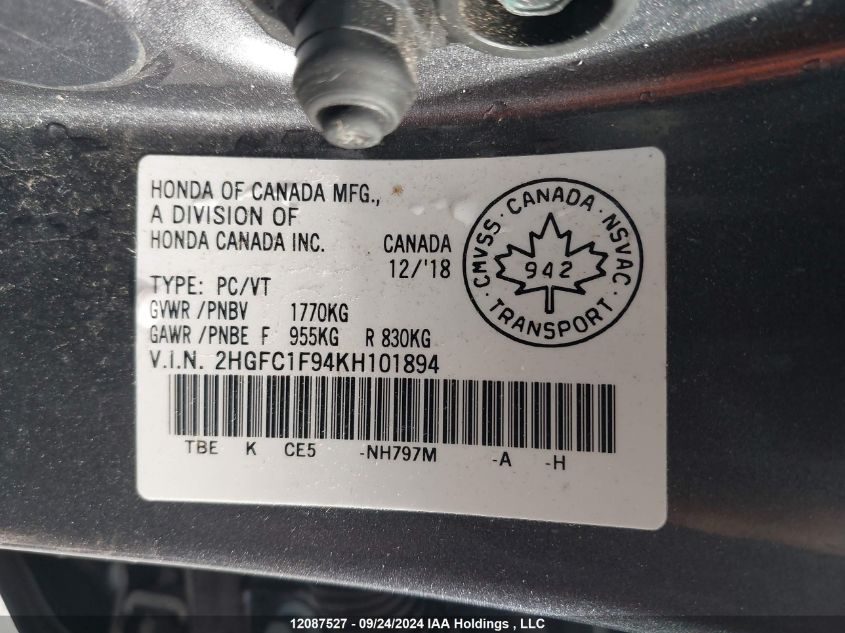 HONDA OF CANADA MFG.,
A DIVISION OF
HONDA CANADA INC. CANADA
12/'18
TYPE: PC/VT
GVWR /PNBV 1770KG
GAWR /PNBE F 955KG R 830KG
V.I.N. 2HGFC1F94KH101894
TBE K CE5 -NH797M -A -H
CMVSS · CANADA · NSVAC
942
· TRANSPORT ·
12087527 - 09/24/2024 IAA Holdings , LLC